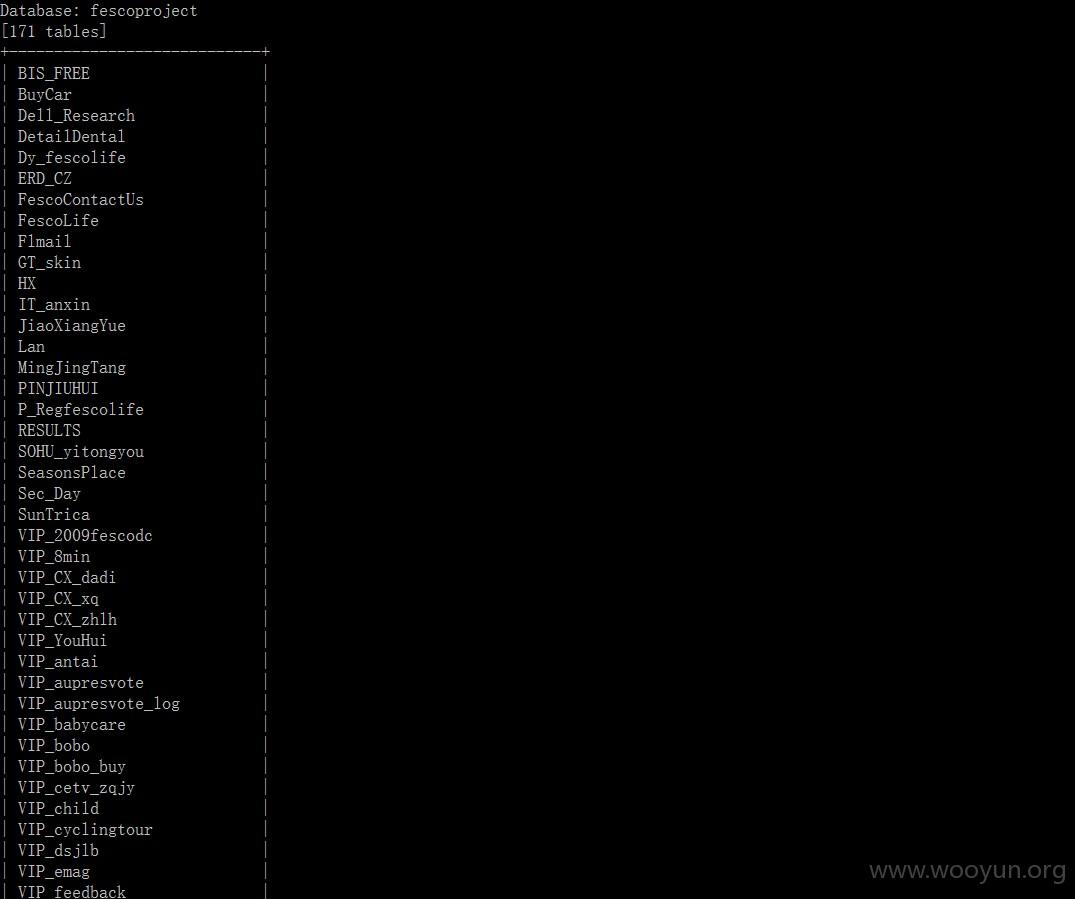 Database: fescoproject
[171 tables]
+----------------------------+
| BIS_FREE |
| BuyCar |
| Dell_Research |
| DetailDental |
| Dy_fescolife |
| ERD_CZ |
| FescoContactUs |
| FescoLife |
| Flmail |
| GT_skin |
| HX |
| IT_anxin |
| JiaoXiangYue |
| Lan |
| MingJingTang |
| PINJIUHUI |
| P_Regfescolife |
| RESULTS |
| SOHU_yitongyou |
| SeasonsPlace |
| Sec_Day |
| SunTrica |
| VIP_2009fescodc |
| VIP_8min |
| VIP_CX_dadi |
| VIP_CX_xq |
| VIP_CX_zhlh |
| VIP_YouHui |
| VIP_antai |
| VIP_aupresvote |
| VIP_aupresvote_log |
| VIP_babycare |
| VIP_bobo |
| VIP_bobo_buy |
| VIP_cetv_zqjy |
| VIP_child |
| VIP_cyclingtour |
| VIP_dsjlb |
| VIP_emag |
| VIP_feedback |
www.wooyun.org